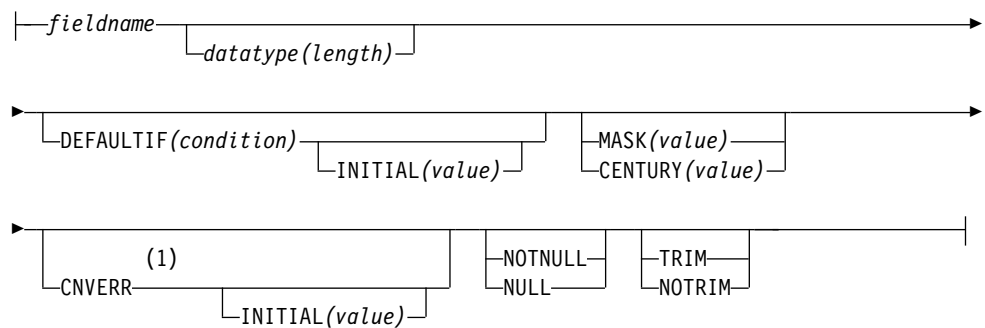 fieldname
datatype(length)
DEFAULTIF(condition)
INITIAL(value)
MASK(value)
CENTURY(value)
(1)
CNVERR
INITIAL(value)
NOTNULL
NULL
TRIM
NOTRIM